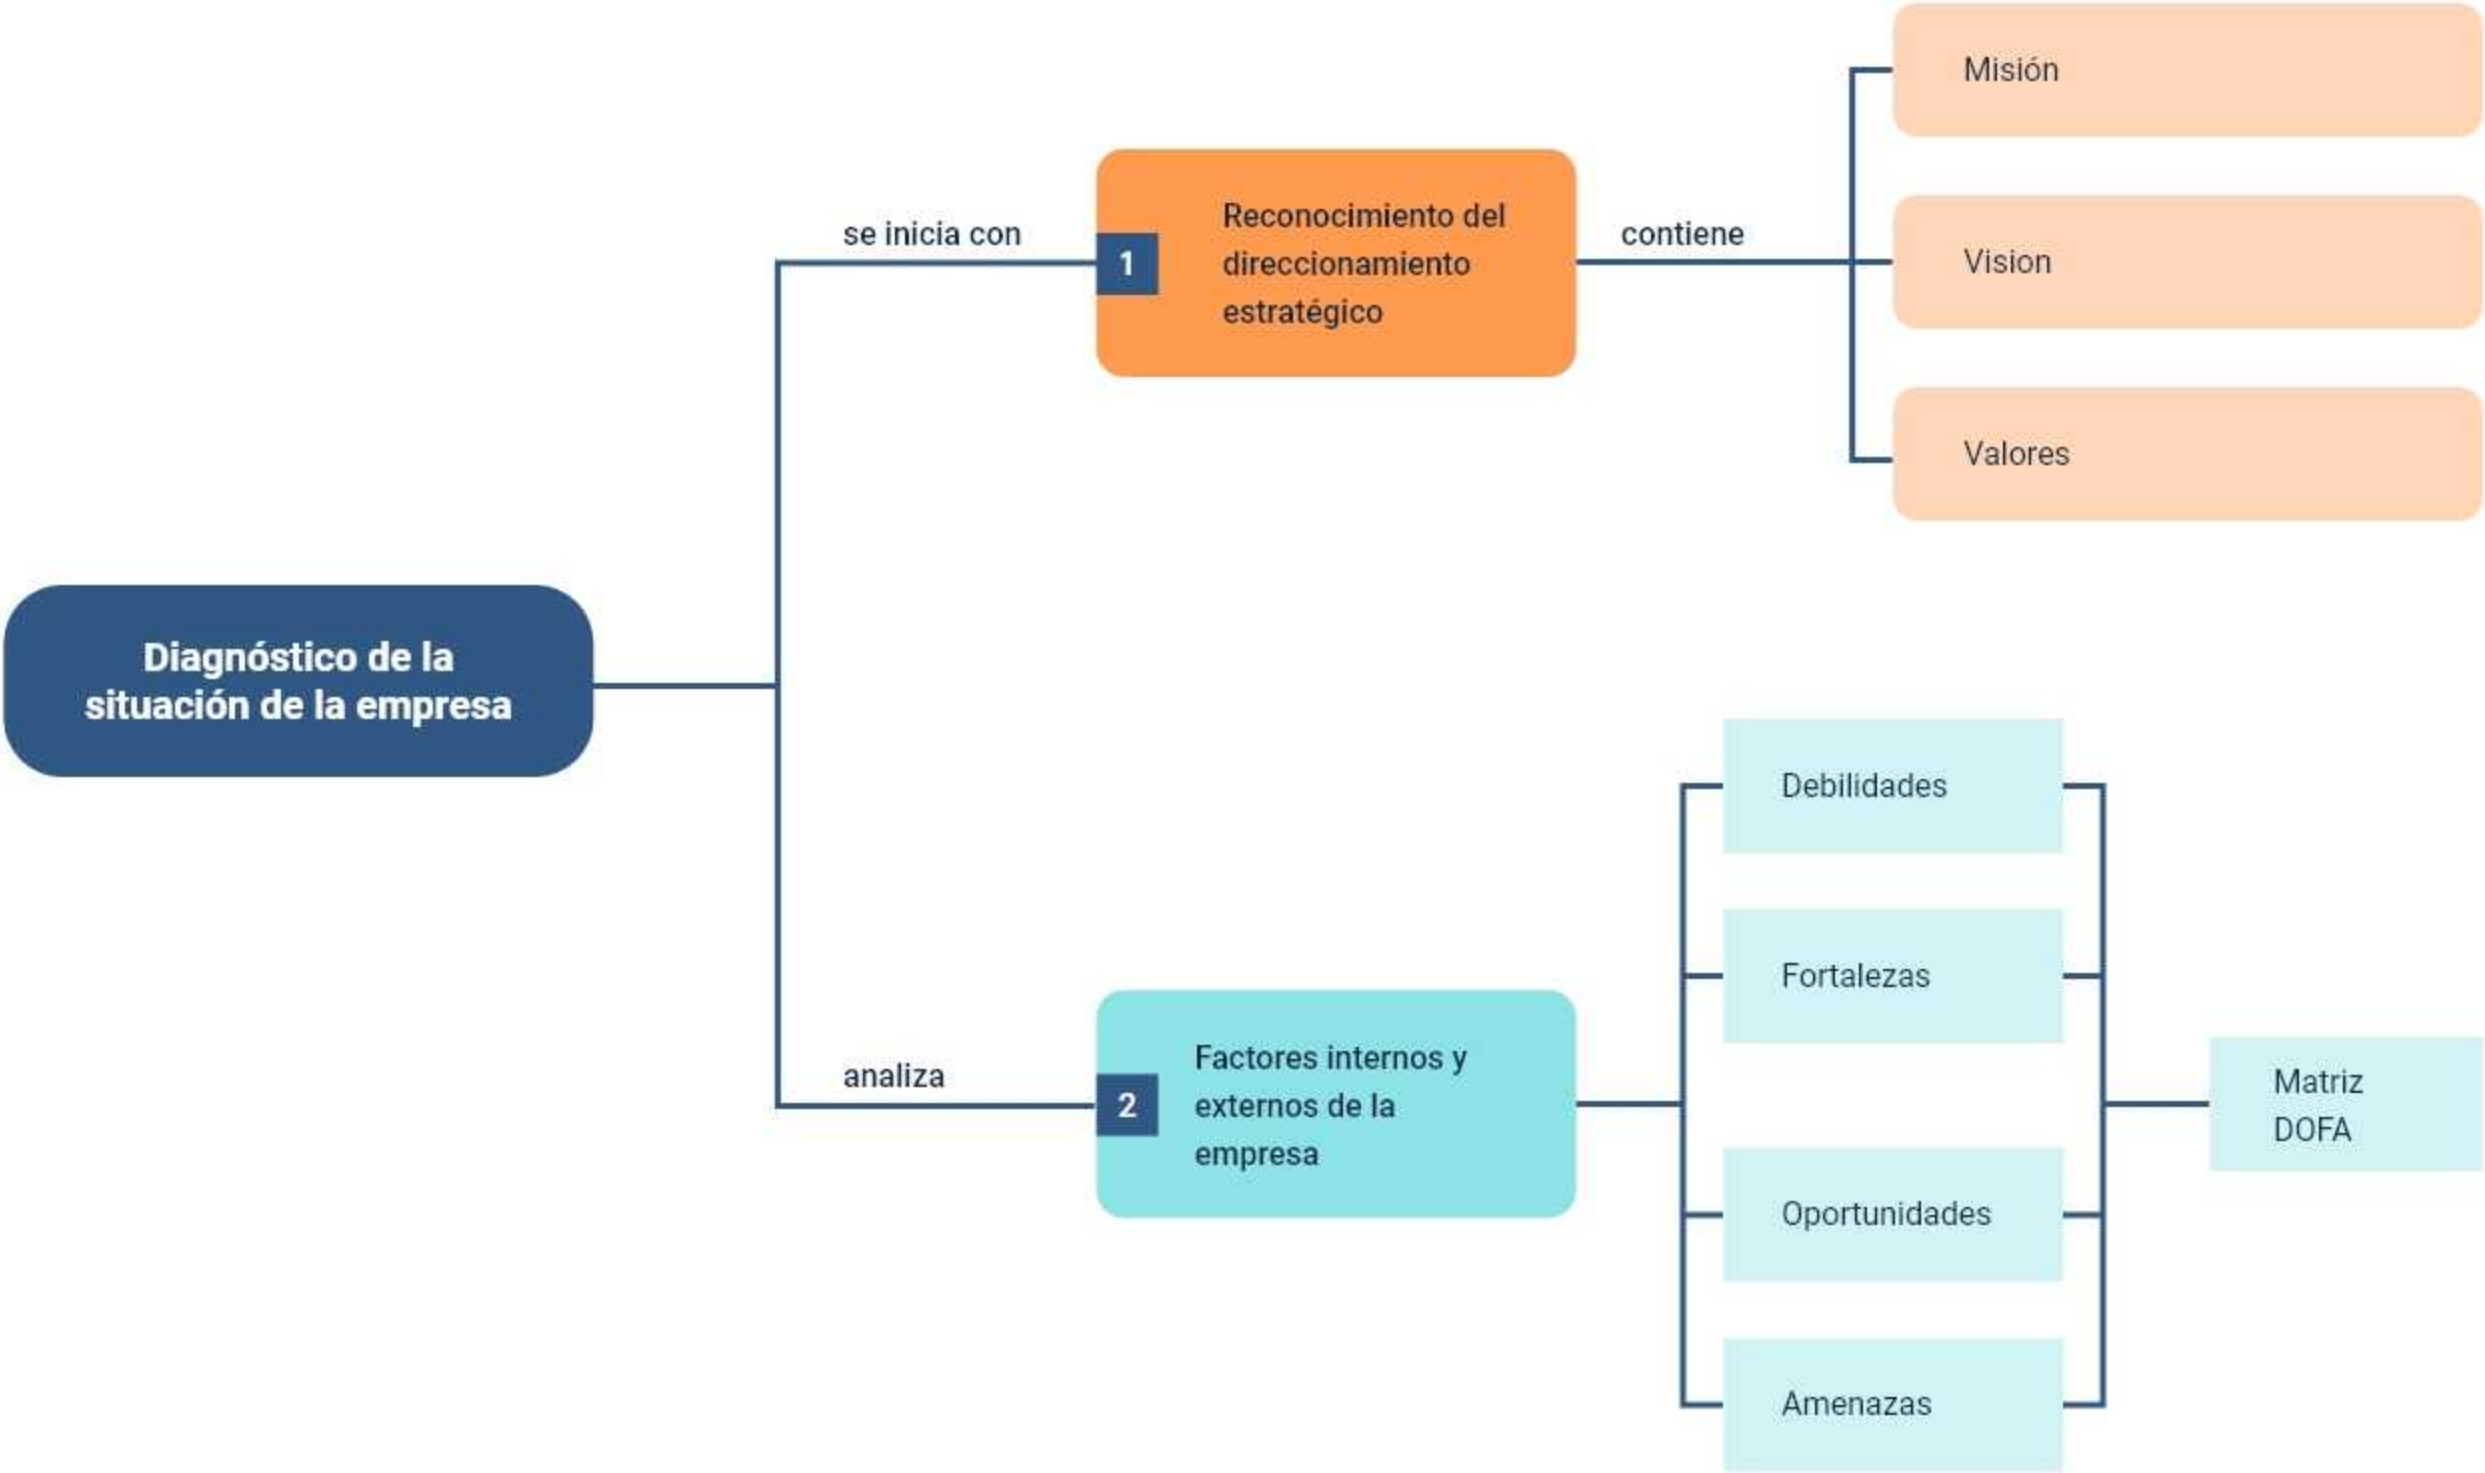 Diagnóstico de la
situación de la empresa
se inicia con
1
Reconocimiento del
direccionamiento
estratégico
contiene
Misión
Vision
Valores
analiza
2
Factores internos y
externos de la
empresa
Debilidades
Fortalezas
Oportunidades
Amenazas
Matriz
DOFA